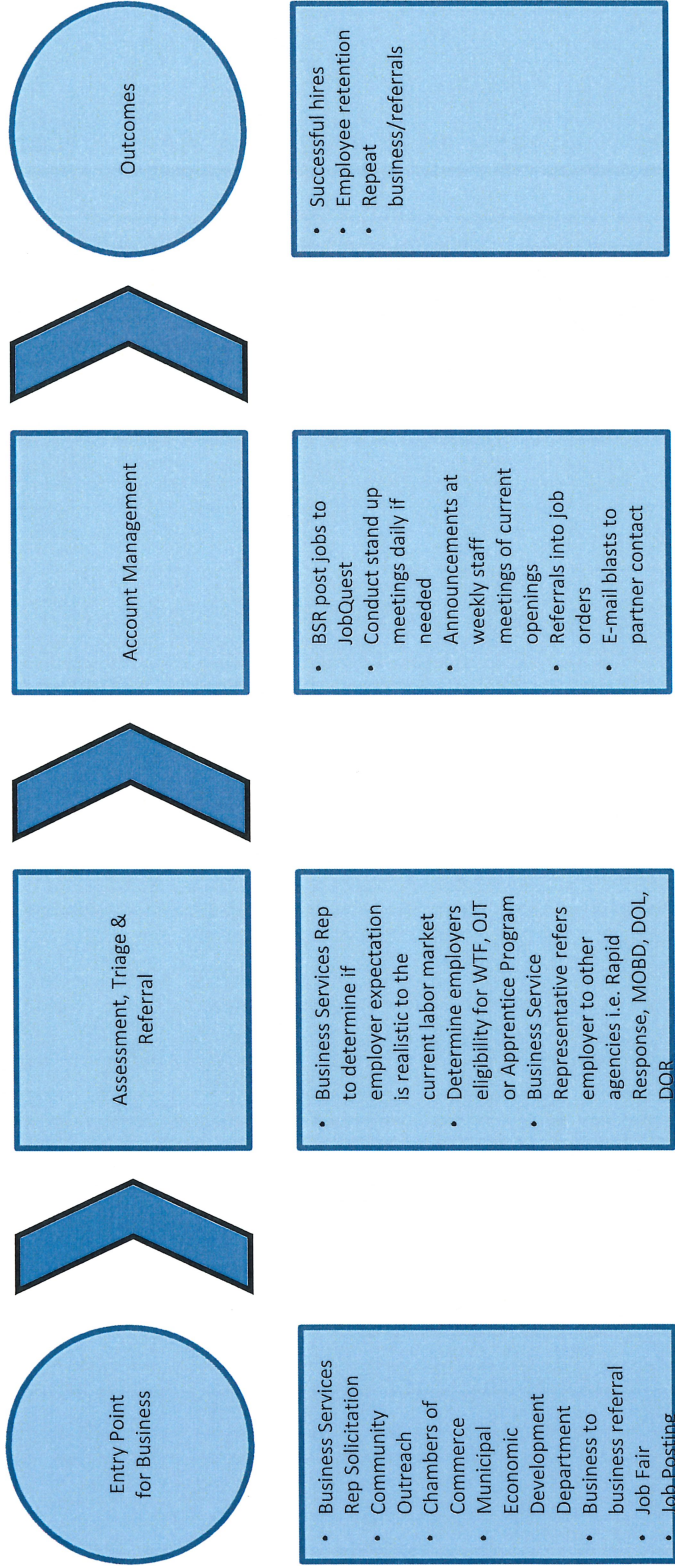 Entry Point
for Business
• Business Services
Rep Solicitation
• Community
Outreach
• Chambers of
Commerce
• Municipal
Economic
Development
Department
• Business to
business referral
• Job Fair
• Job Posting
Assessment, Triage &
Referral
• Business Services Rep
to determine if
employer expectation
is realistic to the
current labor market
• Determine employers
eligibility for WTF, OJT
or Apprentice Program
• Business Service
Representative refers
employer to other
agencies i.e. Rapid
Response, MOBD, DOL,
DOR
Account Management
• BSR post jobs to
JobQuest
• Conduct stand up
meetings daily if
needed
• Announcements at
weekly staff
meetings of current
openings
• Referrals into job
orders
• E-mail blasts to
partner contact
Outcomes
• Successful hires
• Employee retention
• Repeat
business/referrals